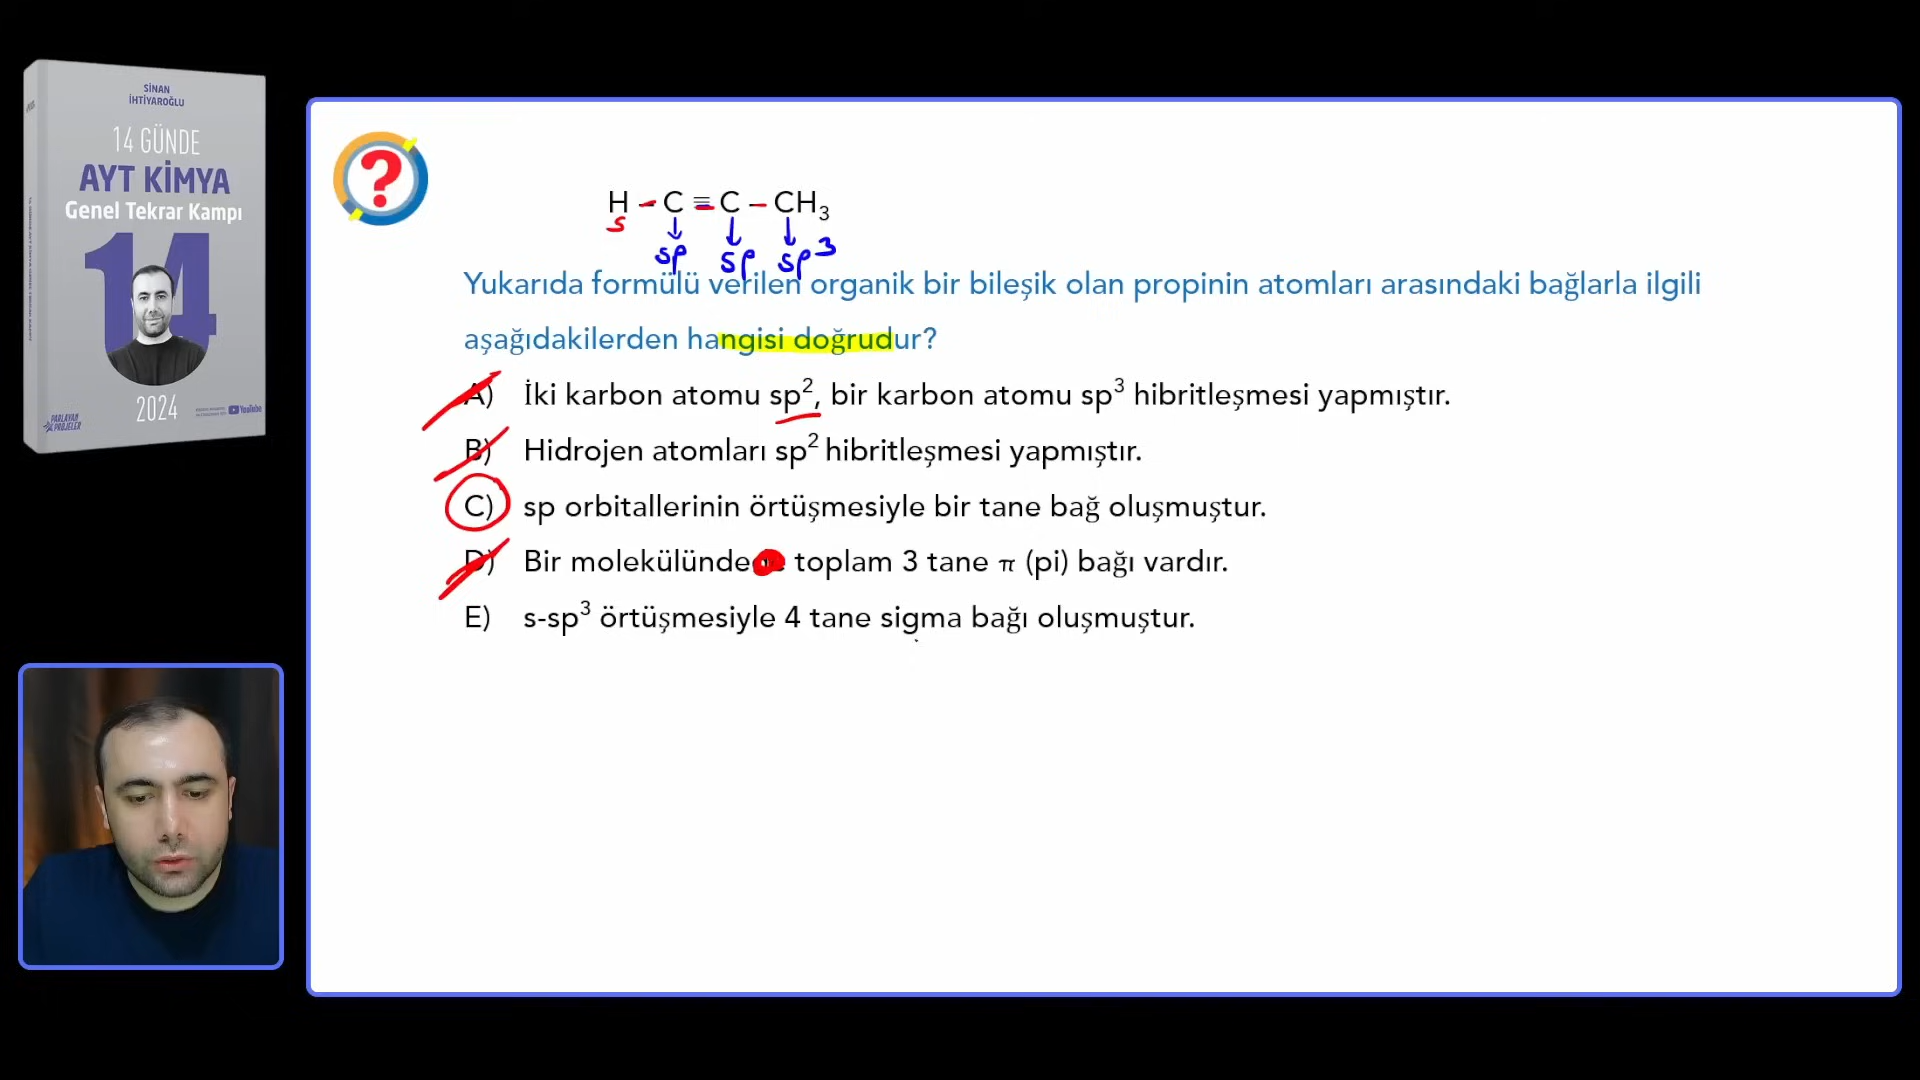 SİNAN
İHTİYAROĞLU
14 GÜNDE
AYT KİMYA
Genel Tekrar Kampı
14
2024
PARLAYAN
PROJELER
YouTube
?
H - C ≡ C - CH₃
s
sp sp sp³
Yukarıda formülü verilen organik bir bileşik olan propinin atomları arasındaki bağlarla ilgili
aşağıdakilerden hangisi doğrudur?
A) İki karbon atomu sp², bir karbon atomu sp³ hibritleşmesi yapmıştır.
B) Hidrojen atomları sp² hibritleşmesi yapmıştır.
C) sp orbitallerinin örtüşmesiyle bir tane bağ oluşmuştur.
D) Bir molekülünde toplam 3 tane π (pi) bağı vardır.
E) s-sp³ örtüşmesiyle 4 tane sigma bağı oluşmuştur.